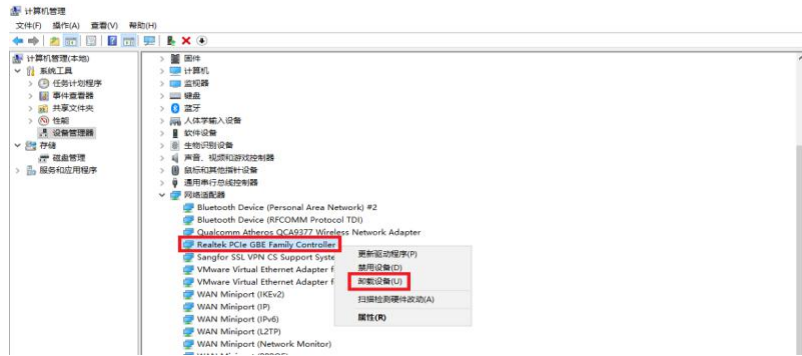 计算机管理
文件(F) 操作(A) 查看(V) 帮助(H)
计算机管理(本地)
系统工具
任务计划程序
事件查看器
共享文件夹
性能
设备管理器
存储
磁盘管理
服务和应用程序
固件
计算机
监视器
键盘
蓝牙
人体学输入设备
软件设备
生物识别设备
声音、视频和游戏控制器
鼠标和其他指针设备
通用串行总线控制器
网络适配器
Bluetooth Device (Personal Area Network) #2
Bluetooth Device (RFCOMM Protocol TDI)
Qualcomm Atheros QCA9377 Wireless Network Adapter
Realtek PCIe GBE Family Controller
Sangfor SSL VPN CS Support Syste
VMware Virtual Ethernet Adapter f
VMware Virtual Ethernet Adapter f
WAN Miniport (IKEv2)
WAN Miniport (IP)
WAN Miniport (IPv6)
WAN Miniport (L2TP)
WAN Miniport (Network Monitor)
更新驱动程序(P)
禁用设备(D)
卸载设备(U)
扫描检测硬件改动(A)
属性(R)